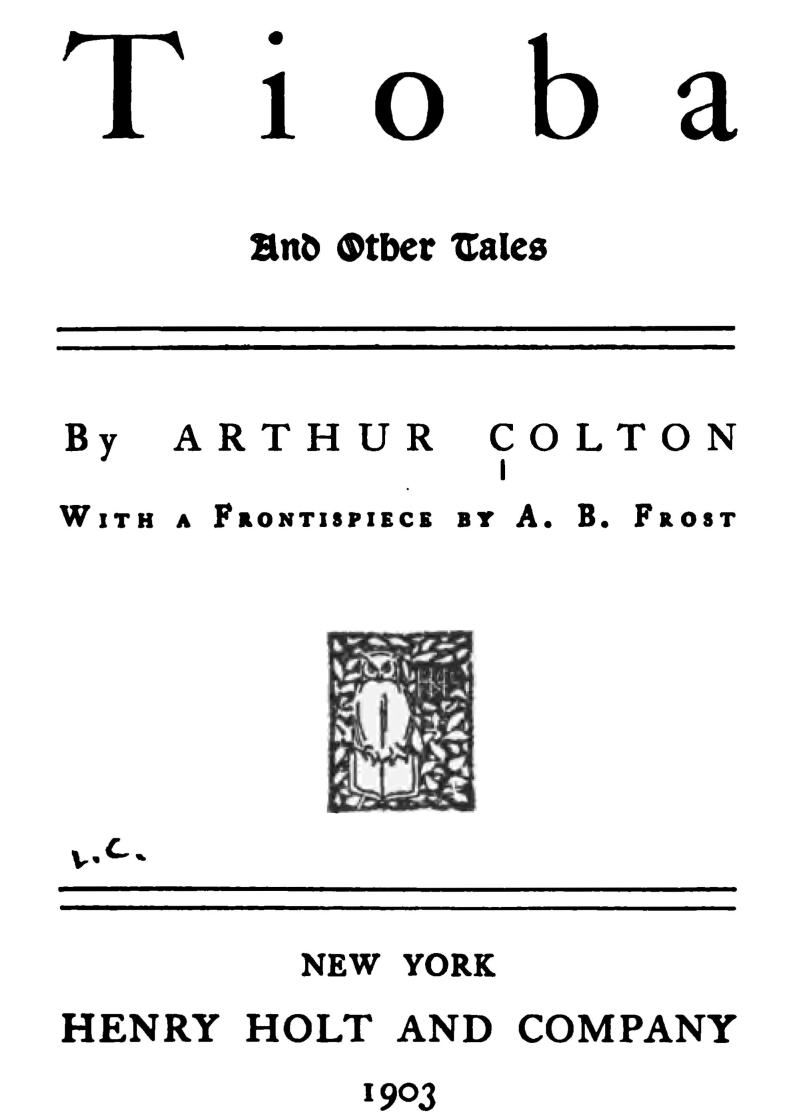 Tioba
And Other Tales
By ARTHUR COLTON
WITH A FRONTISPIECE BY A. B. FROST
L.C.
NEW YORK
HENRY HOLT AND COMPANY
1903